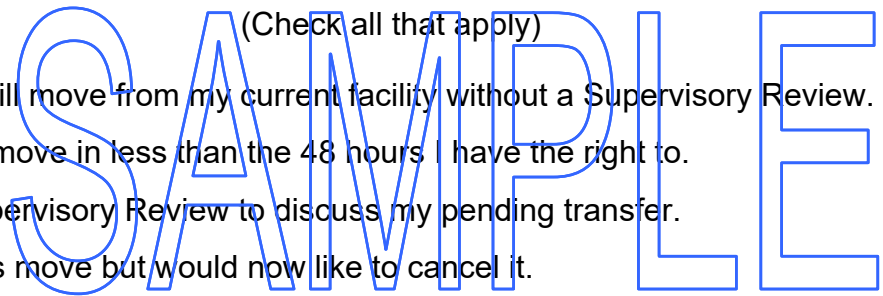 (Check all that apply)
ill move from my current facility without a Supervisory Review.
move in less than the 48 hours I have the right to.
pervisory Review to discuss my pending transfer.
s move but would now like to cancel it.
SAMPLE